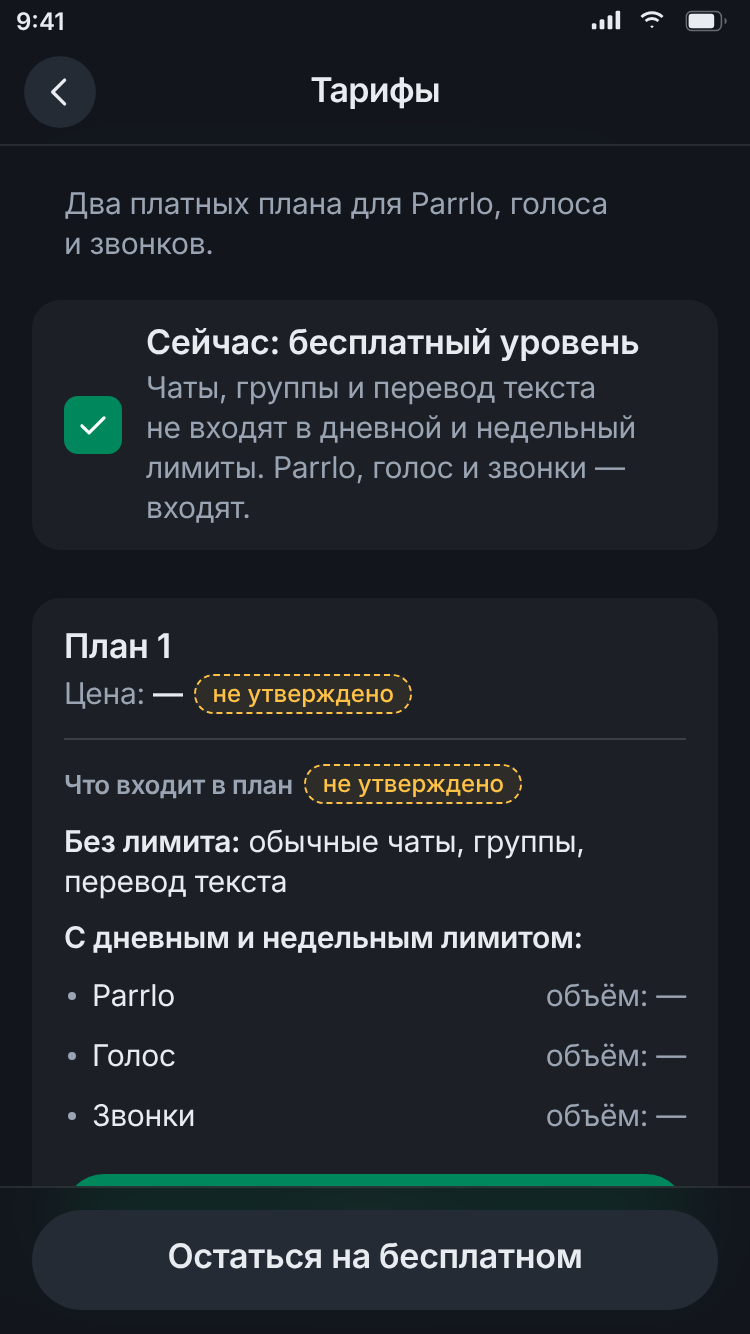 9:41
Тарифы
Два платных плана для Parrlo, голоса
и звонков.
Сейчас: бесплатный уровень
Чаты, группы и перевод текста
не входят в дневной и недельный
лимиты. Parrlo, голос и звонки —
входят.
План 1
Цена: — не утверждено
Что входит в план не утверждено
Без лимита: обычные чаты, группы,
перевод текста
С дневным и недельным лимитом:
• Parrlo объём: —
• Голос объём: —
• Звонки объём: —
Остаться на бесплатном